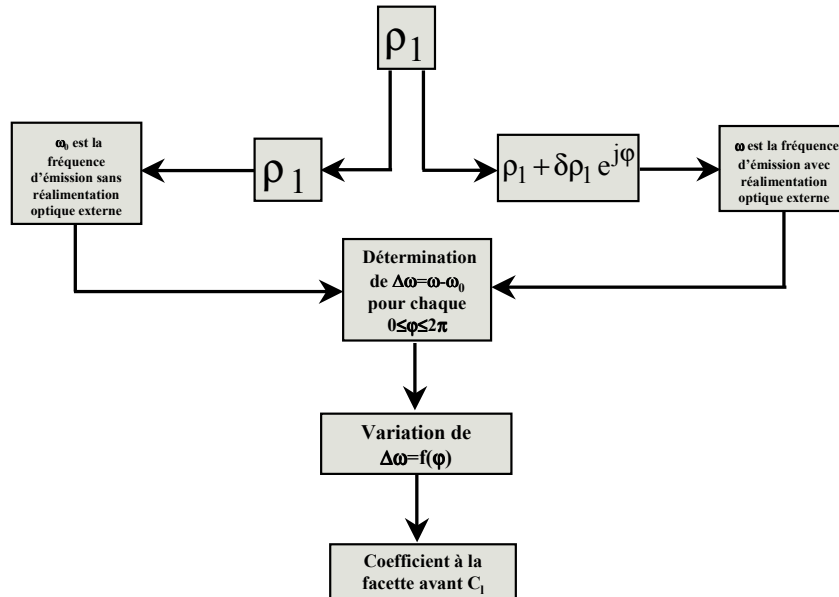 ρ₁
ω₀ est la
fréquence
d'émission sans
réalimentation
optique externe
ρ₁
ρ₁ + δρ₁ e^{jφ}
ω est la fréquence
d'émission avec
réalimentation
optique externe
Détermination
de Δω=ω-ω₀
pour chaque
0≤φ≤2π
Variation de
Δω=f(φ)
Coefficient à la
facette avant C₁